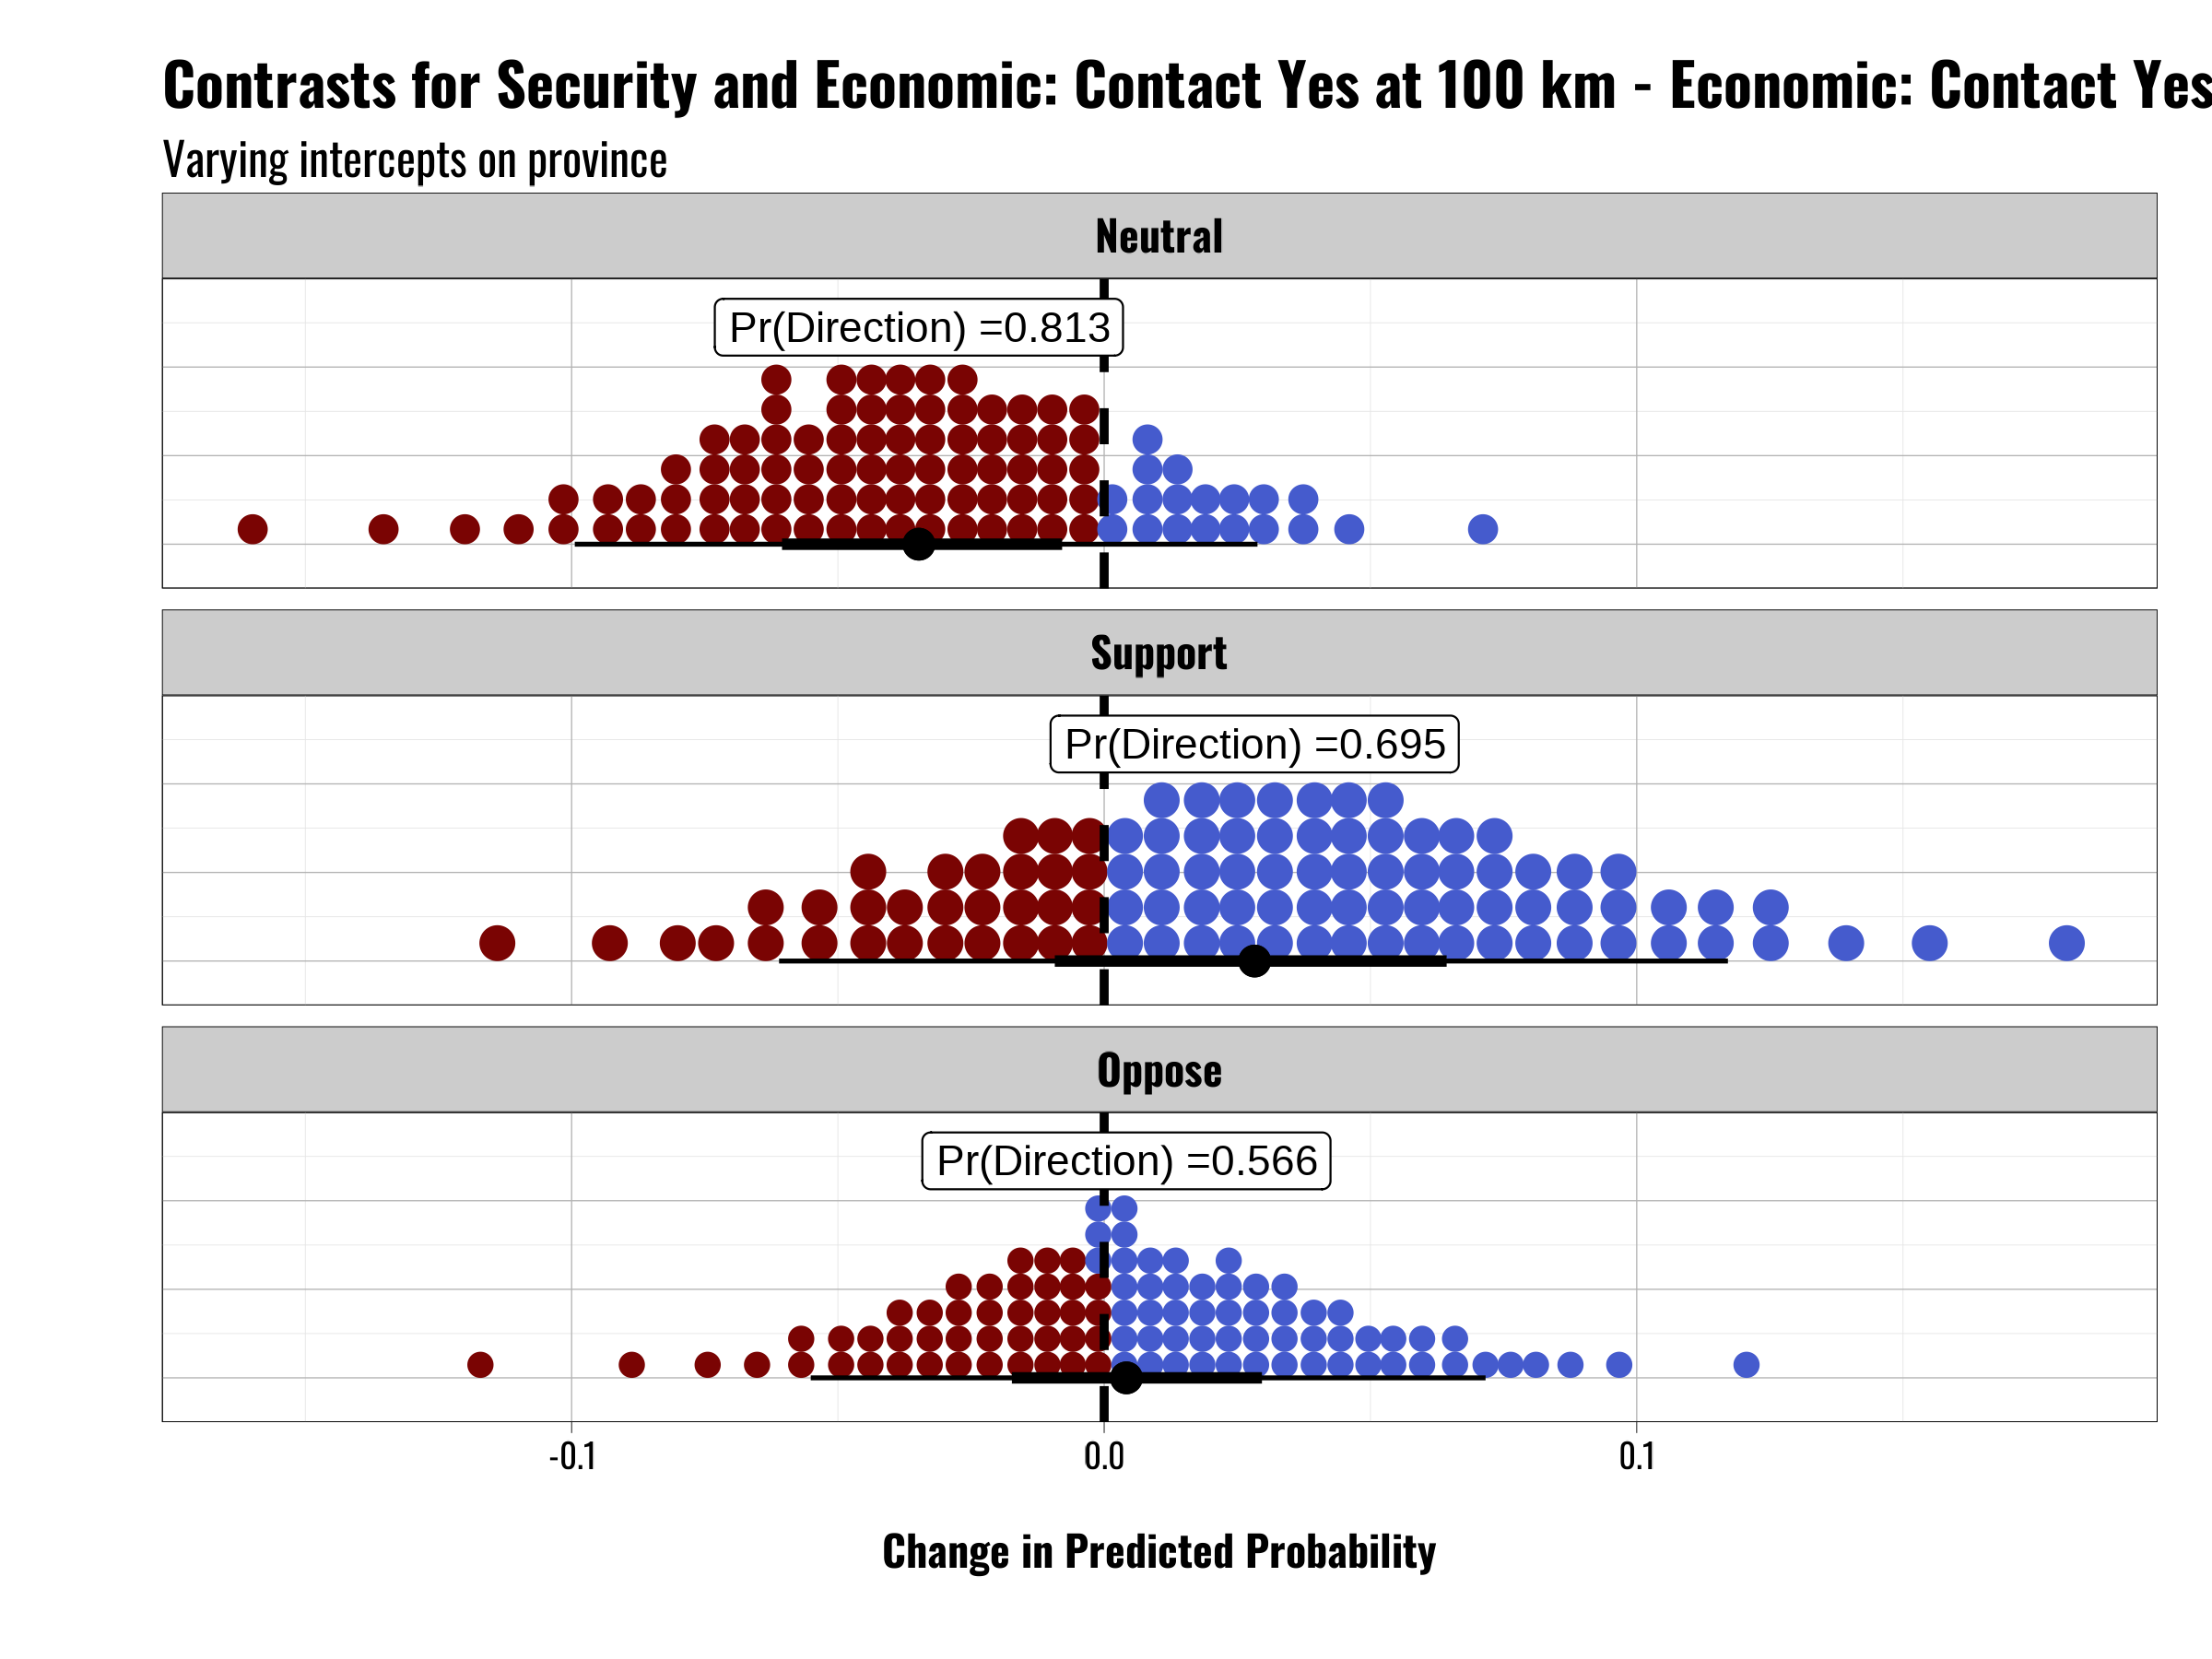 Contrasts for Security and Economic: Contact Yes at 100 km - Economic: Contact Yes
Varying intercepts on province
Neutral
Pr(Direction) =0.813
Support
Pr(Direction) =0.695
Oppose
Pr(Direction) =0.566
-0.1 0.0 0.1
Change in Predicted Probability